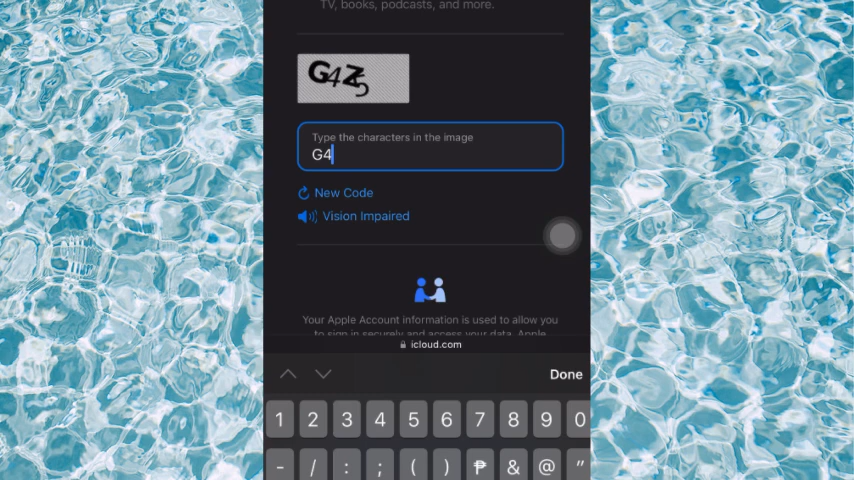 TV, books, podcasts, and more.
G4Z5
Type the characters in the image
G4
New Code
Vision Impaired
Your Apple Account information is used to allow you
to sign in securely and access your data. Apple
icloud.com
Done
1 2 3 4 5 6 7 8 9 0
- / : ; ( ) ₱ & @ "